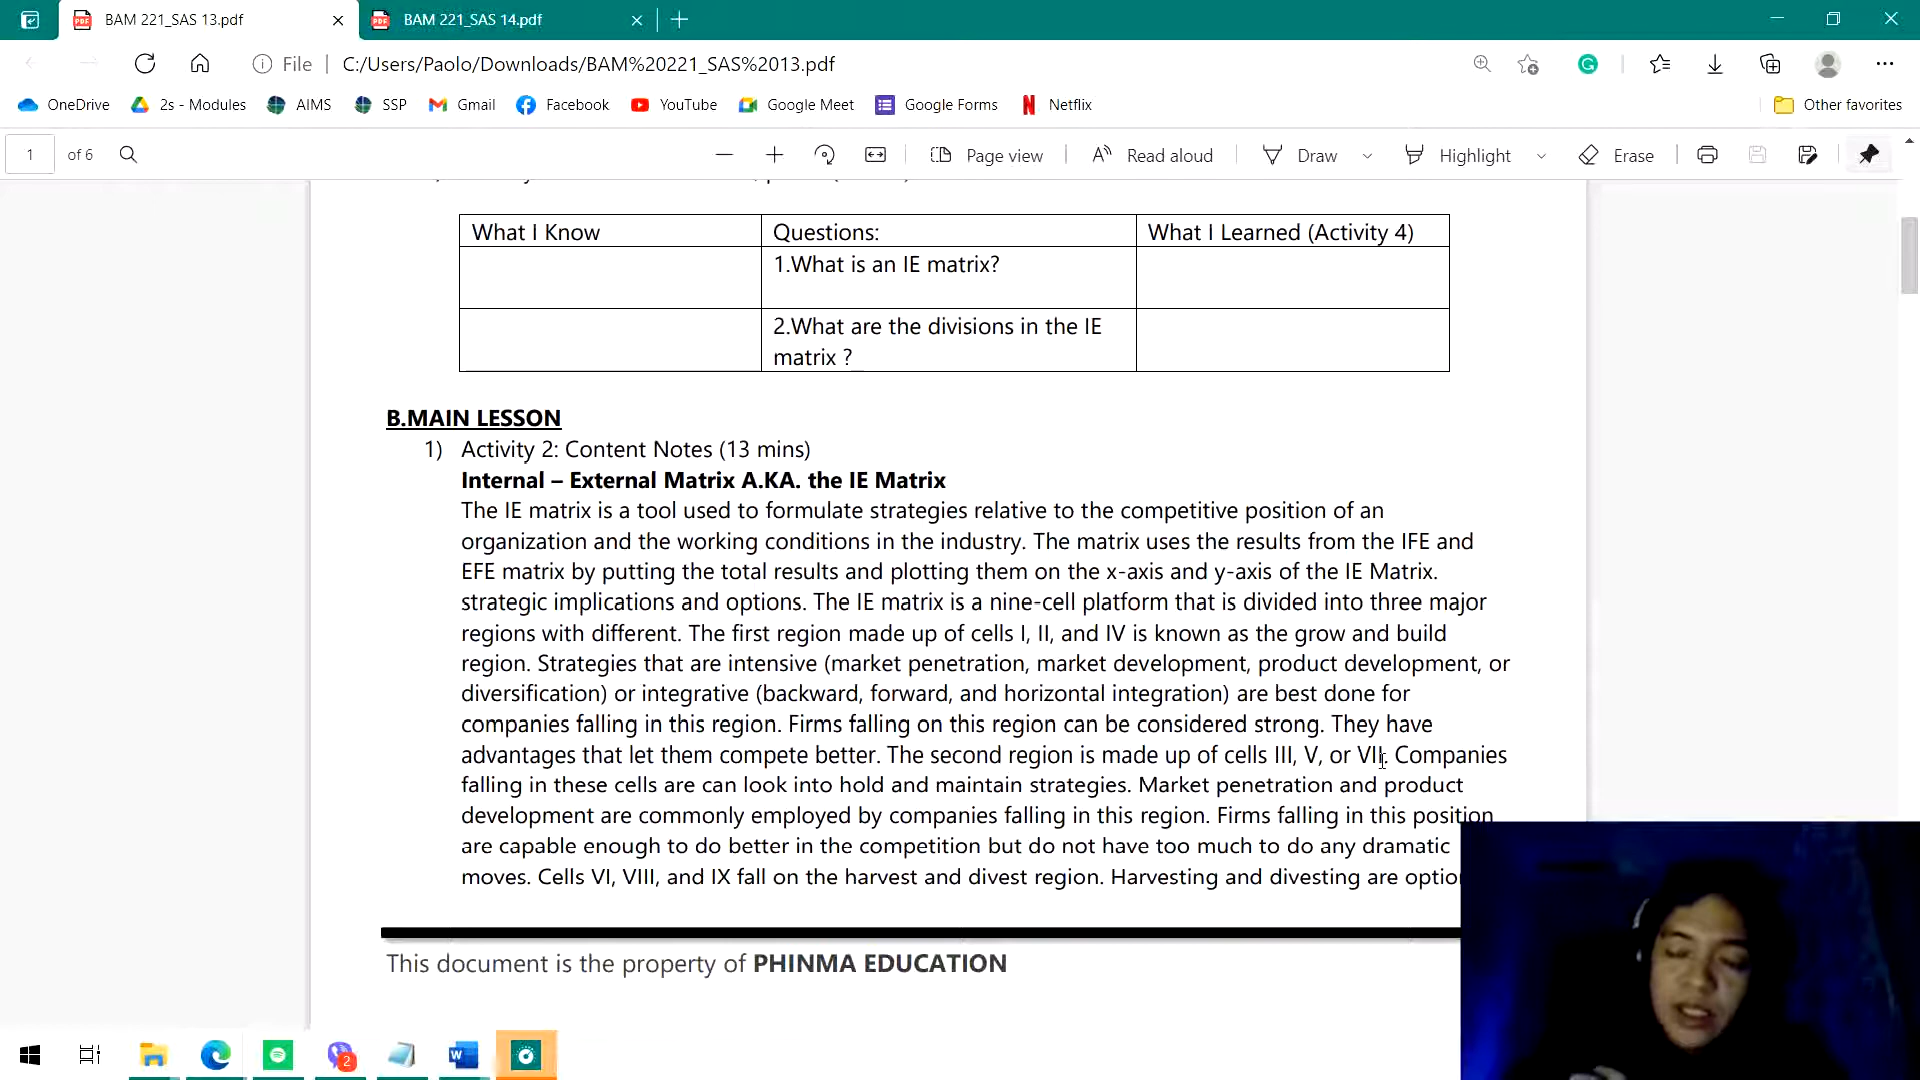 BAM 221_SAS 13.pdf
BAM 221_SAS 14.pdf
File
C:/Users/Paolo/Downloads/BAM%20221_SAS%2013.pdf
OneDrive
2s - Modules
AIMS
SSP
Gmail
Facebook
YouTube
Google Meet
Google Forms
Netflix
Other favorites
1 of 6
Page view
Read aloud
Draw
Highlight
Erase
What I Know
Questions:
What I Learned (Activity 4)
1.What is an IE matrix?
2.What are the divisions in the IE
matrix ?
B.MAIN LESSON
1) Activity 2: Content Notes (13 mins)
Internal – External Matrix A.KA. the IE Matrix
The IE matrix is a tool used to formulate strategies relative to the competitive position of an
organization and the working conditions in the industry. The matrix uses the results from the IFE and
EFE matrix by putting the total results and plotting them on the x-axis and y-axis of the IE Matrix.
strategic implications and options. The IE matrix is a nine-cell platform that is divided into three major
regions with different. The first region made up of cells I, II, and IV is known as the grow and build
region. Strategies that are intensive (market penetration, market development, product development, or
diversification) or integrative (backward, forward, and horizontal integration) are best done for
companies falling in this region. Firms falling on this region can be considered strong. They have
advantages that let them compete better. The second region is made up of cells III, V, or VII. Companies
falling in these cells are can look into hold and maintain strategies. Market penetration and product
development are commonly employed by companies falling in this region. Firms falling in this position
are capable enough to do better in the competition but do not have too much to do any dramatic
moves. Cells VI, VIII, and IX fall on the harvest and divest region. Harvesting and divesting are optio
This document is the property of PHINMA EDUCATION
2